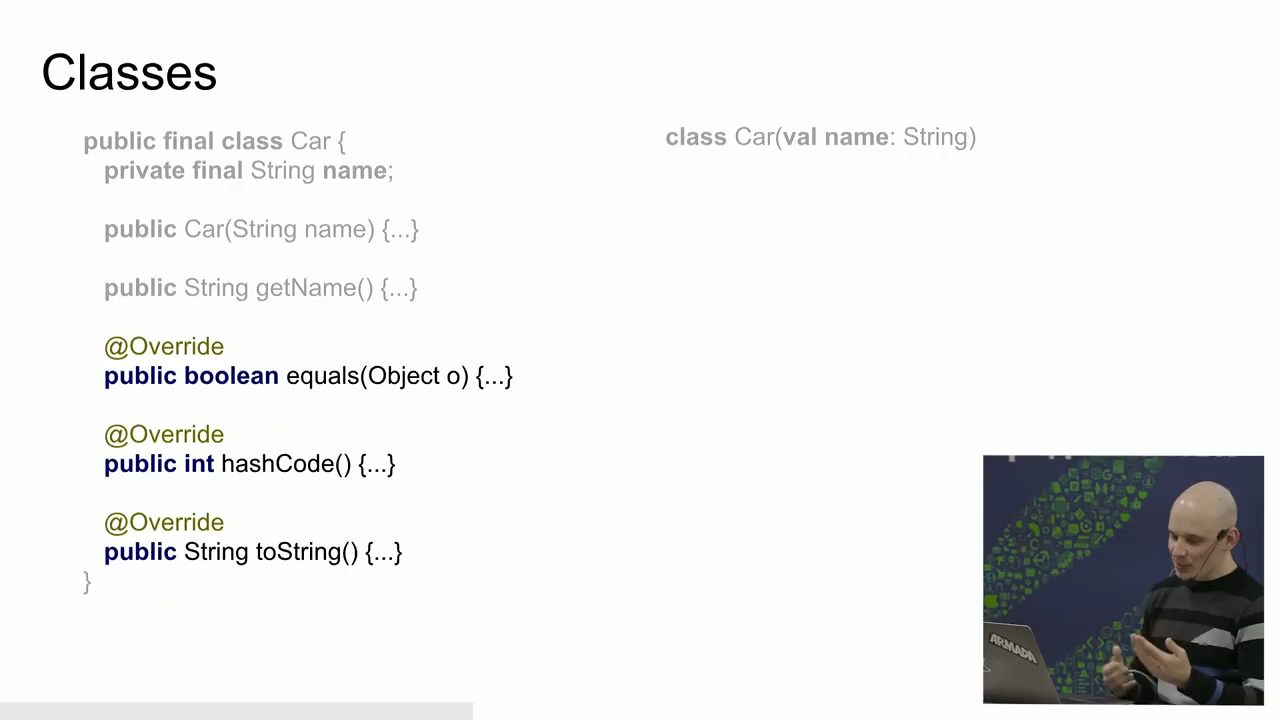 Classes
public final class Car {
private final String name;
public Car(String name) {...}
public String getName() {...}
@Override
public boolean equals(Object o) {...}
@Override
public int hashCode() {...}
@Override
public String toString() {...}
}
class Car(val name: String)
ARMADA